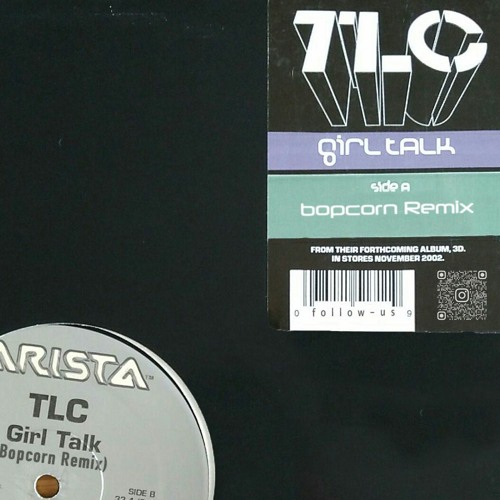 TLC
girl talk
side A
bopcorn Remix
FROM THEIR FORTHCOMING ALBUM, 3D.
IN STORES NOVEMBER 2002.
0 follow-us 9
ARISTA™
TLC
Girl Talk
(Bopcorn Remix)
SIDE B